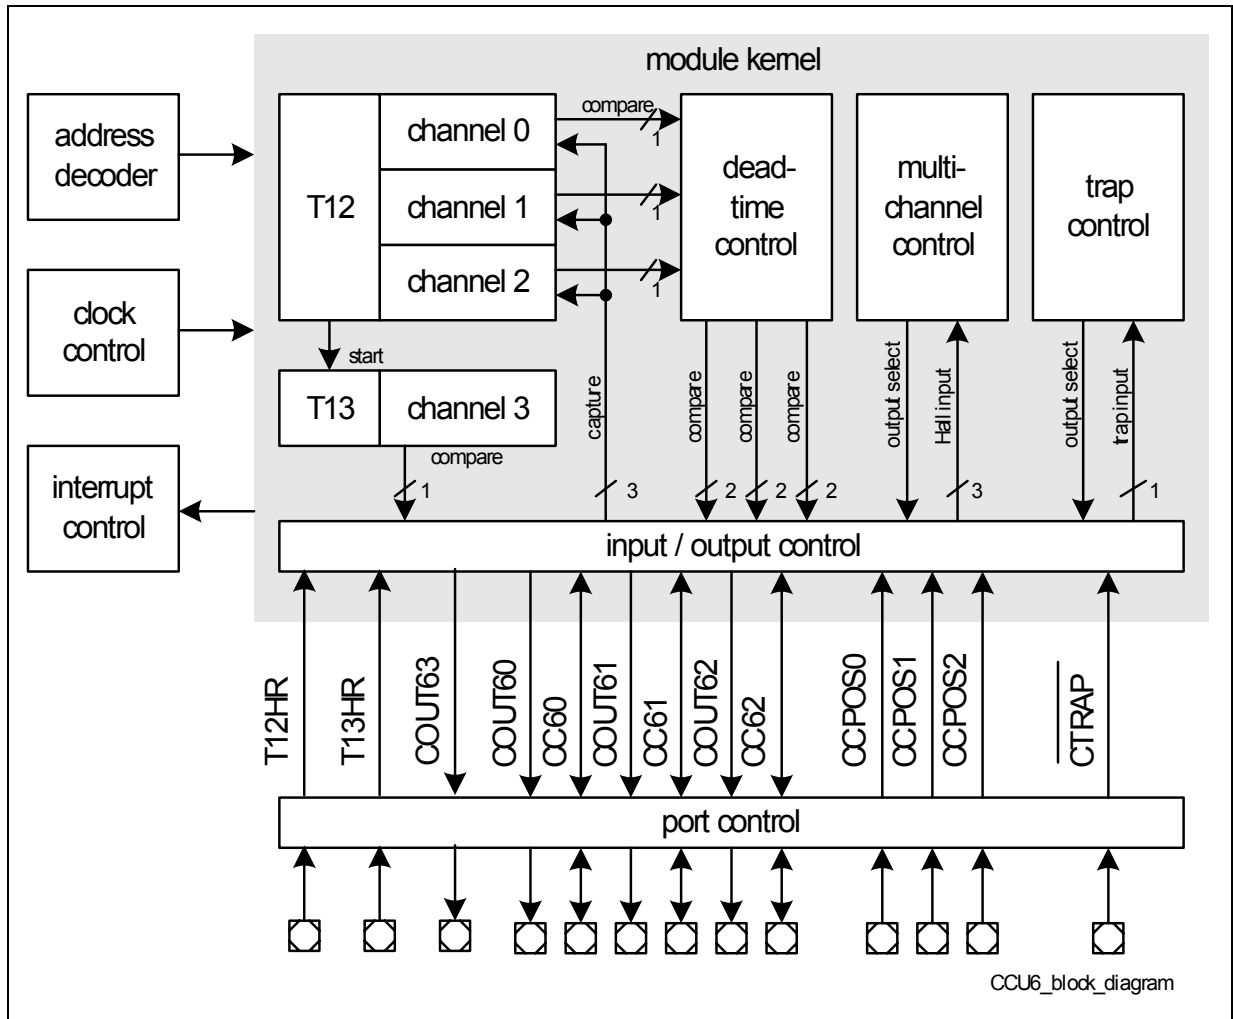 module kernel
address
decoder
clock
control
interrupt
control
T12
channel 0
channel 1
channel 2
compare
1
1
1
dead-
time
control
multi-
channel
control
trap
control
start
T13
channel 3
compare
1
capture
3
compare
2
compare
2
compare
2
output select
Hall input
3
output select
trap input
1
input / output control
T12HR
T13HR
COUT63
COUT60
CC60
COUT61
CC61
COUT62
CC62
CCPOS0
CCPOS1
CCPOS2
CTRAP
port control
CCU6_block_diagram